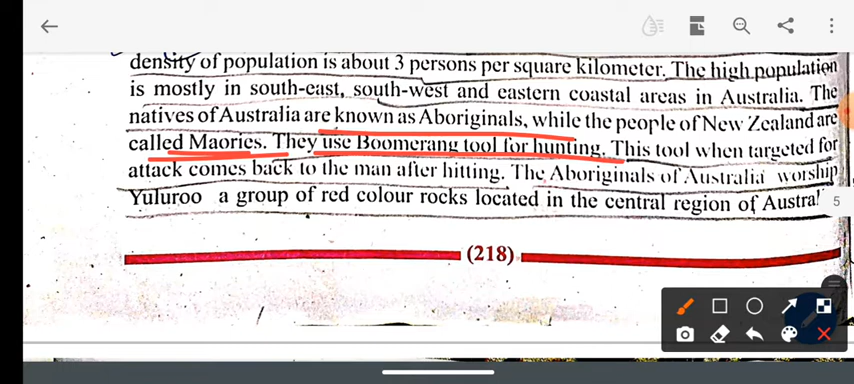 density of population is about 3 persons per square kilometer. The high population
is mostly in south-east, south-west and eastern coastal areas in Australia. The
natives of Australia are known as Aboriginals, while the people of New Zealand are
called Maories. They use Boomerang tool for hunting. This tool when targeted for
attack comes back to the man after hitting. The Aboriginals of Australia worship
Yuluroo a group of red colour rocks located in the central region of Austral
5
(218)